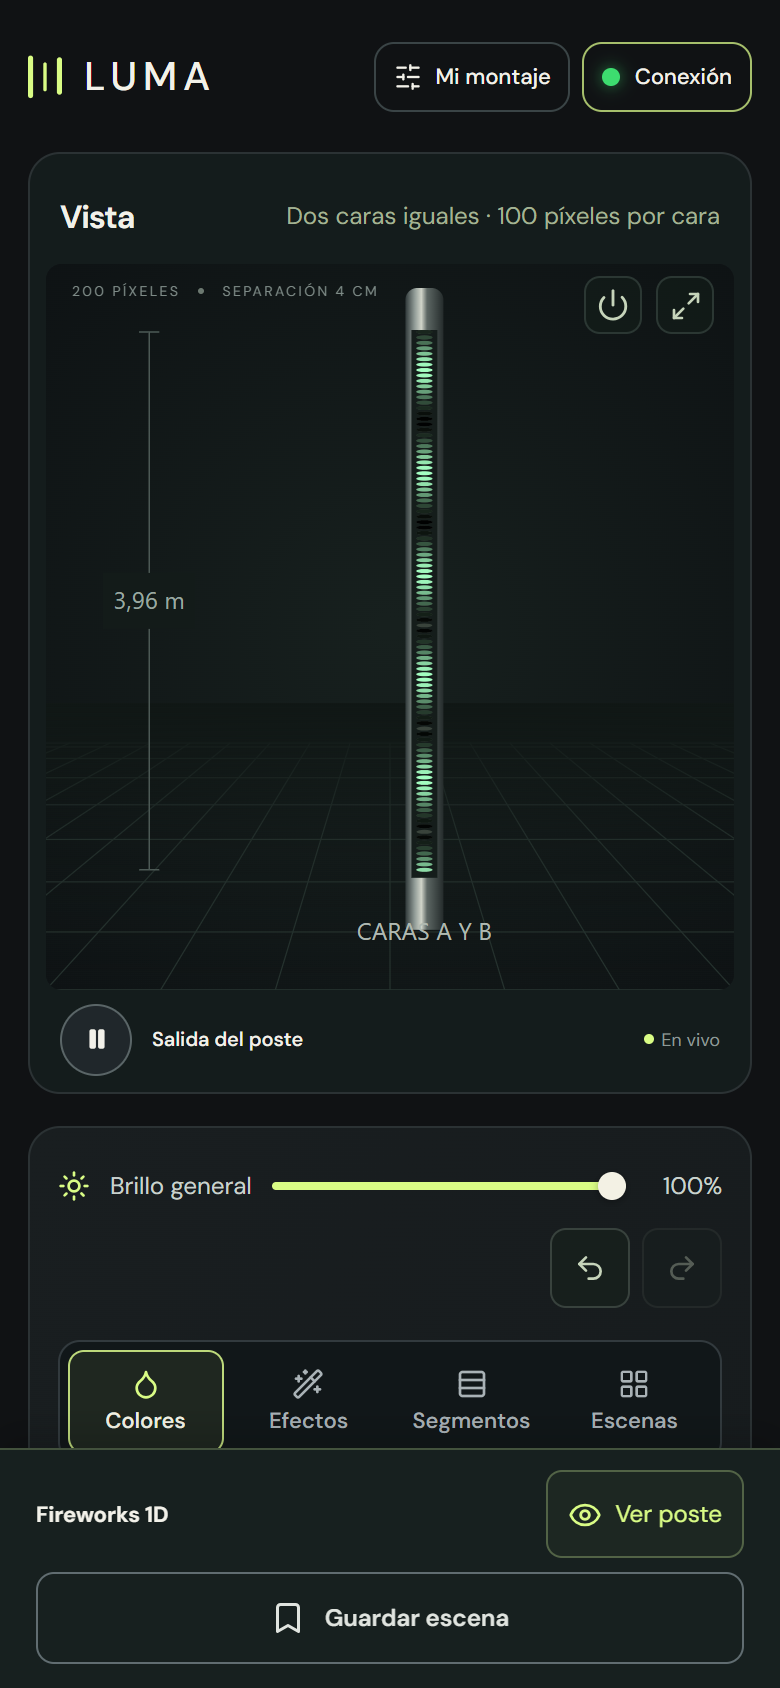 LUMA
Mi montaje
Conexión
Vista
Dos caras iguales · 100 píxeles por cara
200 PÍXELES • SEPARACIÓN 4 CM
3,96 m
CARAS A Y B
Salida del poste
En vivo
Brillo general
100%
Colores
Efectos
Segmentos
Escenas
Fireworks 1D
Ver poste
Guardar escena